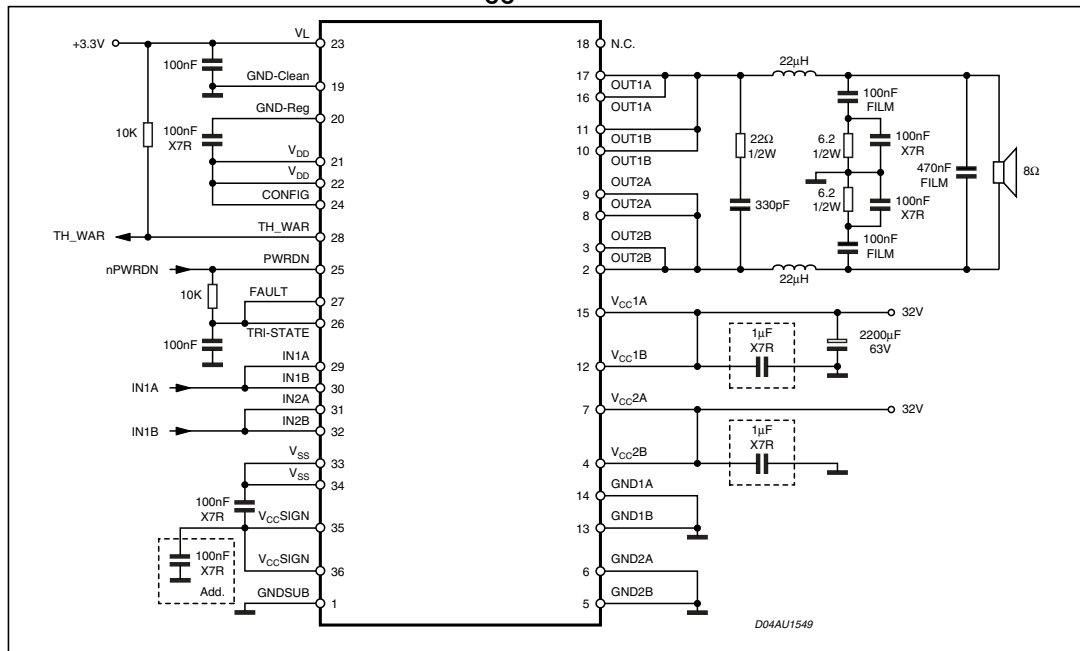 +3.3V
VL
23
100nF
GND-Clean
19
GND-Reg
20
10K
100nF
X7R
VDD
21
VDD
22
CONFIG
24
TH_WAR
TH_WAR
28
nPWRDN
PWRDN
25
10K
FAULT
27
26
TRI-STATE
100nF
IN1A
29
IN1A
IN1B
30
IN2A
31
IN1B
IN2B
32
VSS
33
VSS
34
100nF
X7R
VCCSIGN
35
100nF
X7R
Add.
VCCSIGN
36
GNDSUB
1
18
N.C.
17
OUT1A
16
OUT1A
11
OUT1B
10
OUT1B
9
OUT2A
8
OUT2A
3
OUT2B
2
OUT2B
22µH
22Ω
1/2W
330pF
22µH
100nF
FILM
6.2
1/2W
100nF
X7R
6.2
1/2W
100nF
X7R
100nF
FILM
470nF
FILM
8Ω
15
VCC1A
32V
1µF
X7R
2200µF
63V
12
VCC1B
7
VCC2A
32V
1µF
X7R
4
VCC2B
14
GND1A
13
GND1B
6
GND2A
5
GND2B
D04AU1549